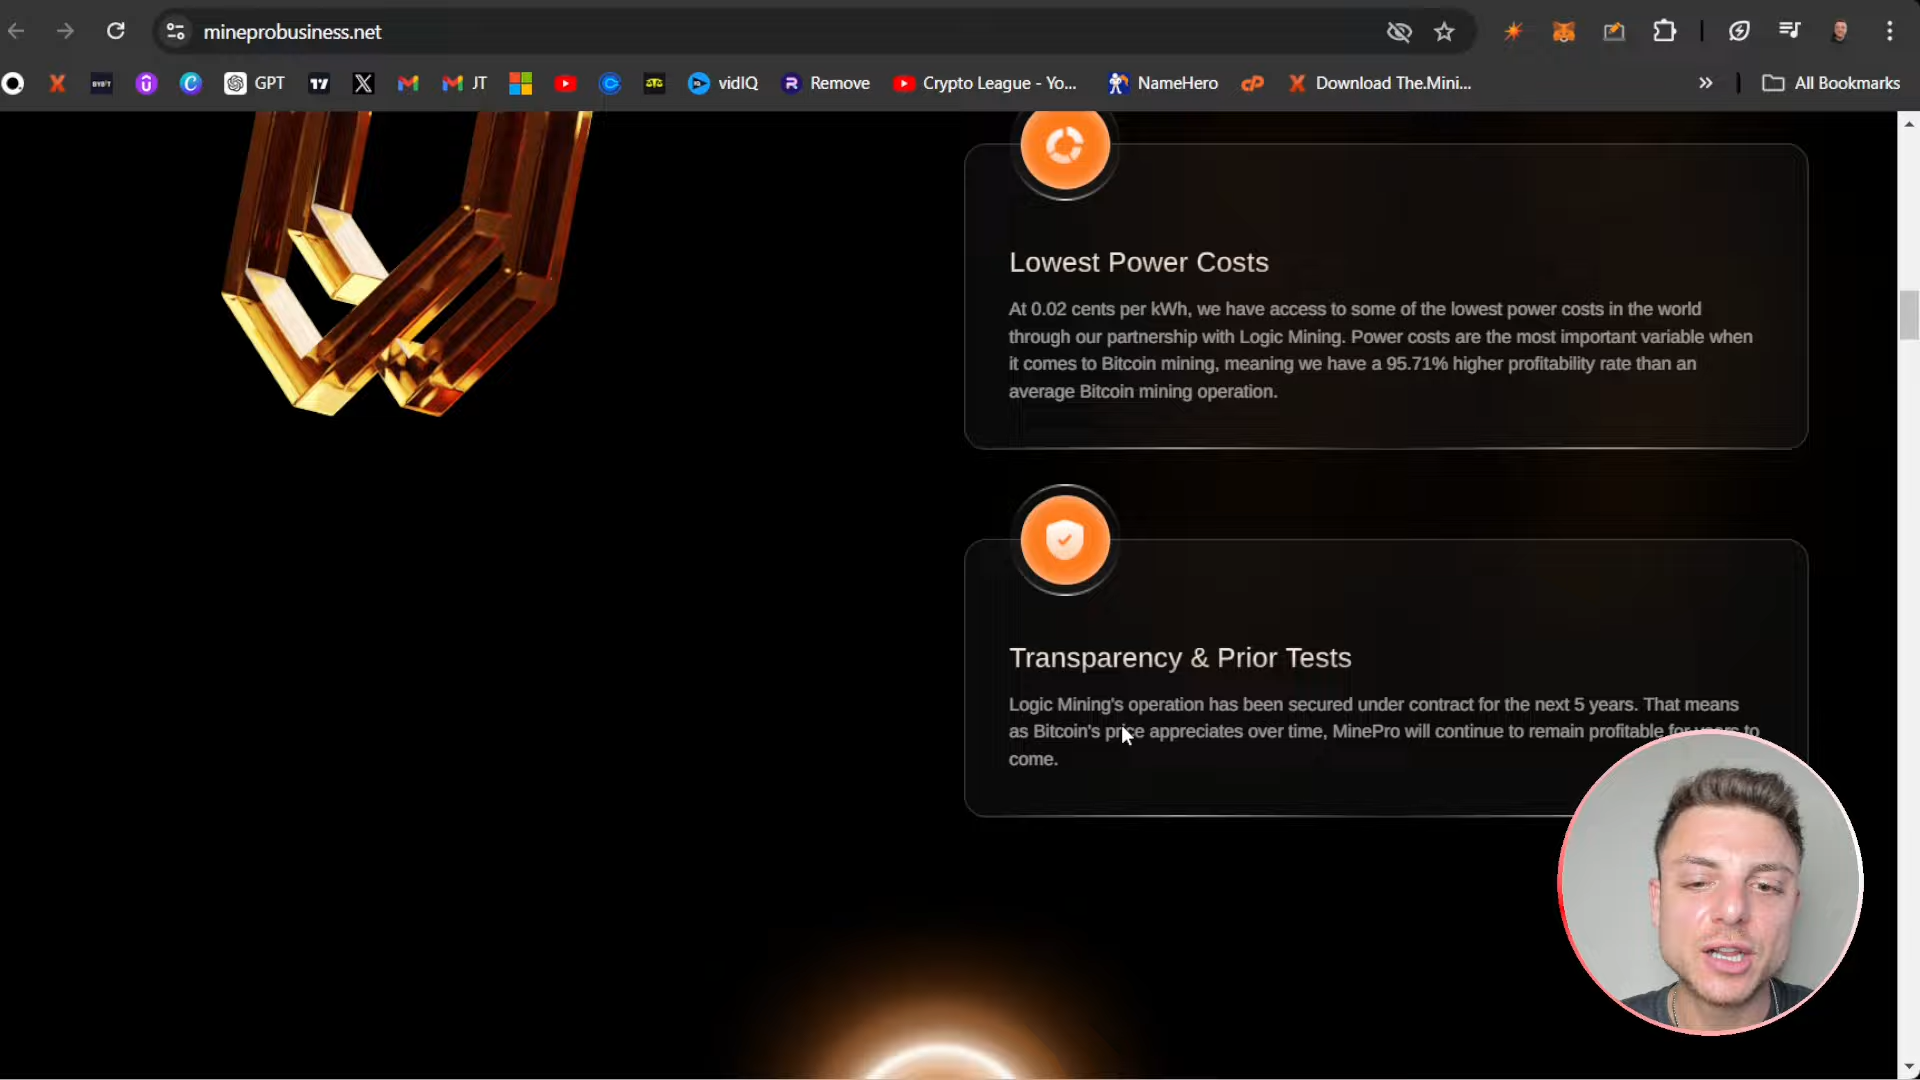 mineprobusiness.net
BYBIT
GPT
JT
vidIQ
Remove
Crypto League - Yo...
NameHero
cP
Download The.Mini...
»
All Bookmarks
Lowest Power Costs
At 0.02 cents per kWh, we have access to some of the lowest power costs in the world
through our partnership with Logic Mining. Power costs are the most important variable when
it comes to Bitcoin mining, meaning we have a 95.71% higher profitability rate than an
average Bitcoin mining operation.
Transparency & Prior Tests
Logic Mining's operation has been secured under contract for the next 5 years. That means
as Bitcoin's price appreciates over time, MinePro will continue to remain profitable for years to
come.